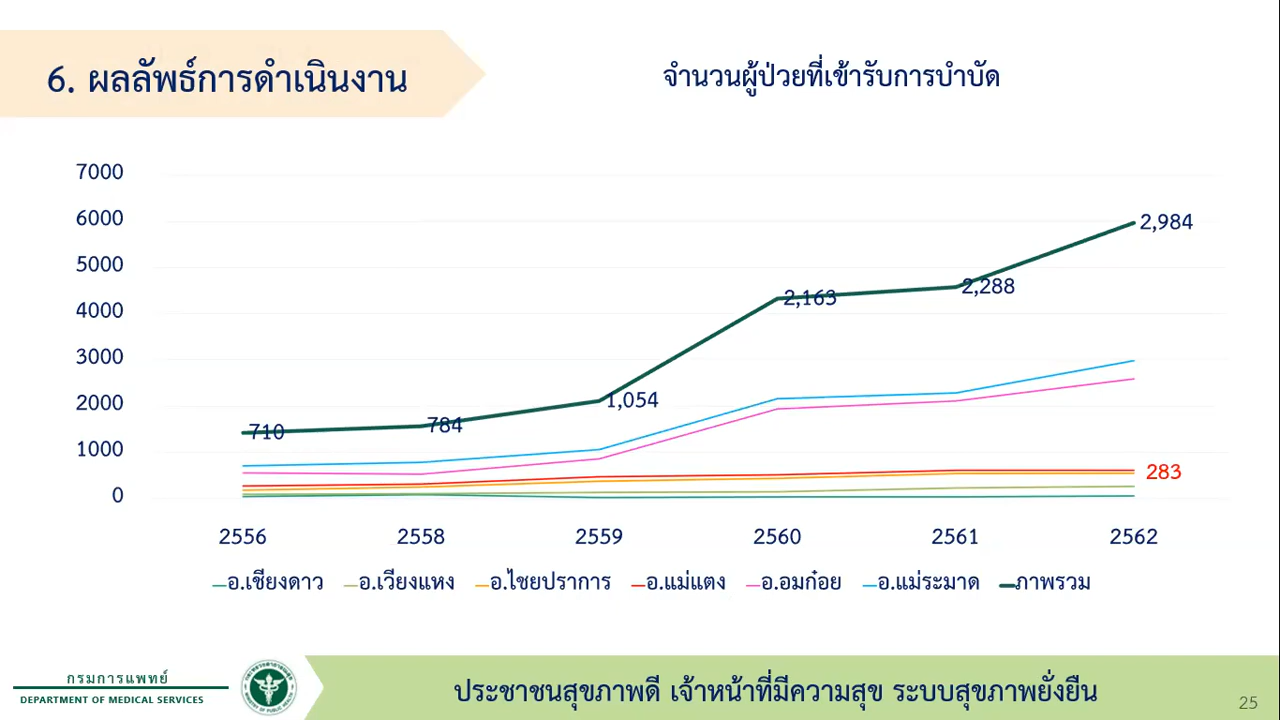 6. ผลลัพธ์การดำเนินงาน
จำนวนผู้ป่วยที่เข้ารับการบำบัด
7000
6000
5000
4000
3000
2000
1000
0
710
784
1,054
2,163
2,288
2,984
283
2556 2558 2559 2560 2561 2562
อ.เชียงดาว อ.เวียงแหง อ.ไชยปราการ อ.แม่แตง อ.อมก๋อย อ.แม่ระมาด ภาพรวม
กรมการแพทย์
DEPARTMENT OF MEDICAL SERVICES
ประชาชนสุขภาพดี เจ้าหน้าที่มีความสุข ระบบสุขภาพยั่งยืน
25